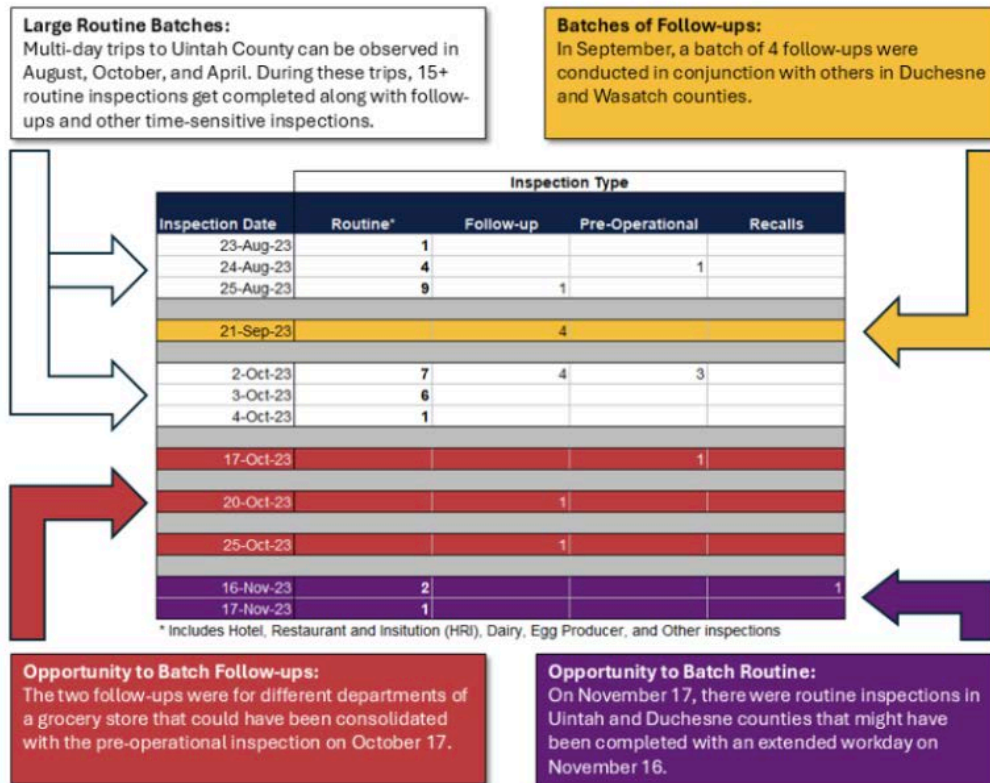 Large Routine Batches:
Multi-day trips to Uintah County can be observed in
August, October, and April. During these trips, 15+
routine inspections get completed along with follow-
ups and other time-sensitive inspections.
Batches of Follow-ups:
In September, a batch of 4 follow-ups were
conducted in conjunction with others in Duchesne
and Wasatch counties.
Inspection Type
Inspection Date Routine* Follow-up Pre-Operational Recalls
23-Aug-23 1
24-Aug-23 4 1
25-Aug-23 9 1
21-Sep-23 4
2-Oct-23 7 4 3
3-Oct-23 6
4-Oct-23 1
17-Oct-23 1
20-Oct-23 1
25-Oct-23 1
16-Nov-23 2 1
17-Nov-23 1
* Includes Hotel, Restaurant and Insitution (HRI), Dairy, Egg Producer, and Other inspections
Opportunity to Batch Follow-ups:
The two follow-ups were for different departments of
a grocery store that could have been consolidated
with the pre-operational inspection on October 17.
Opportunity to Batch Routine:
On November 17, there were routine inspections in
Uintah and Duchesne counties that might have
been completed with an extended workday on
November 16.